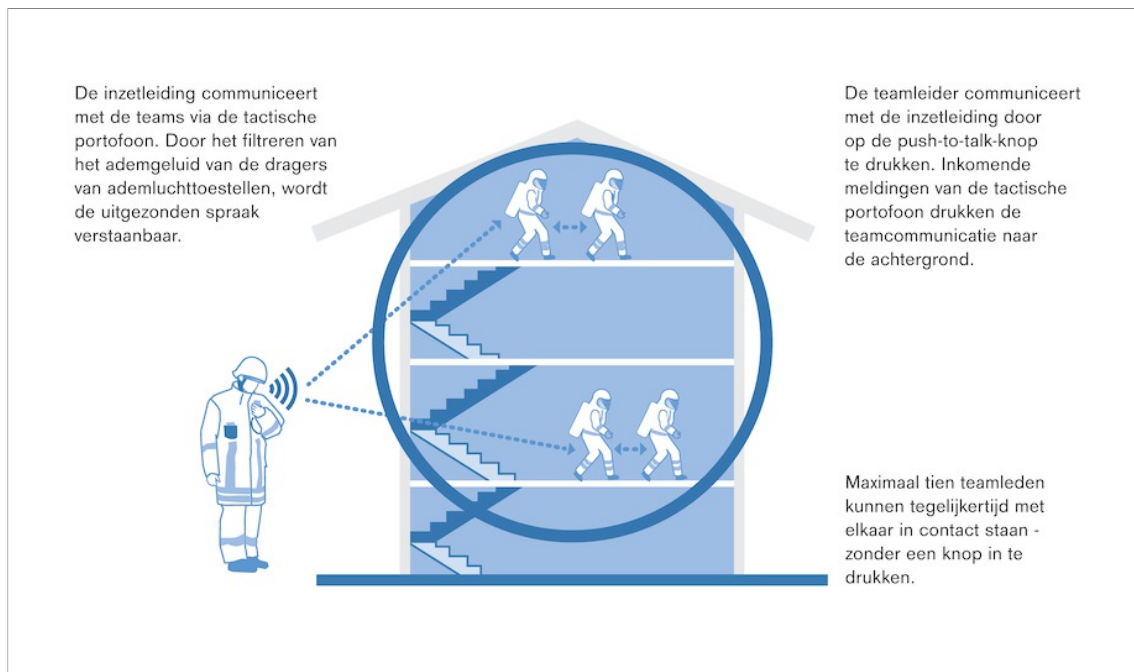 De inzetleiding communiceert
met de teams via de tactische
portofoon. Door het filtreren van
het ademgeluid van de dragers
van ademluchttoestellen, wordt
de uitgezonden spraak
verstaanbaar.
De teamleider communiceert
met de inzetleiding door
op de push-to-talk-knop
te drukken. Inkomende
meldingen van de tactische
portofoon drukken de
teamcommunicatie naar
de achtergrond.
Maximaal tien teamleden
kunnen tegelijkertijd met
elkaar in contact staan -
zonder een knop in te
drukken.